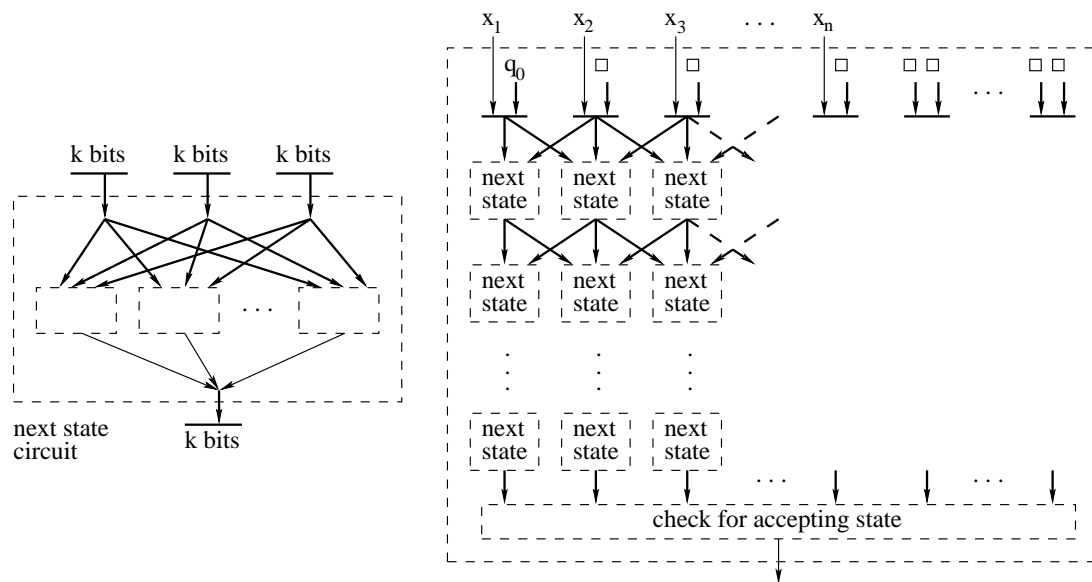 x1 x2 x3 . . . xn
q0 □ □ □ □ □ . . . □ □
k bits k bits k bits
next state next state next state
next state next state next state
. . .
. . . . . . . . .
next state circuit
k bits
next state next state next state
. . . . . .
check for accepting state